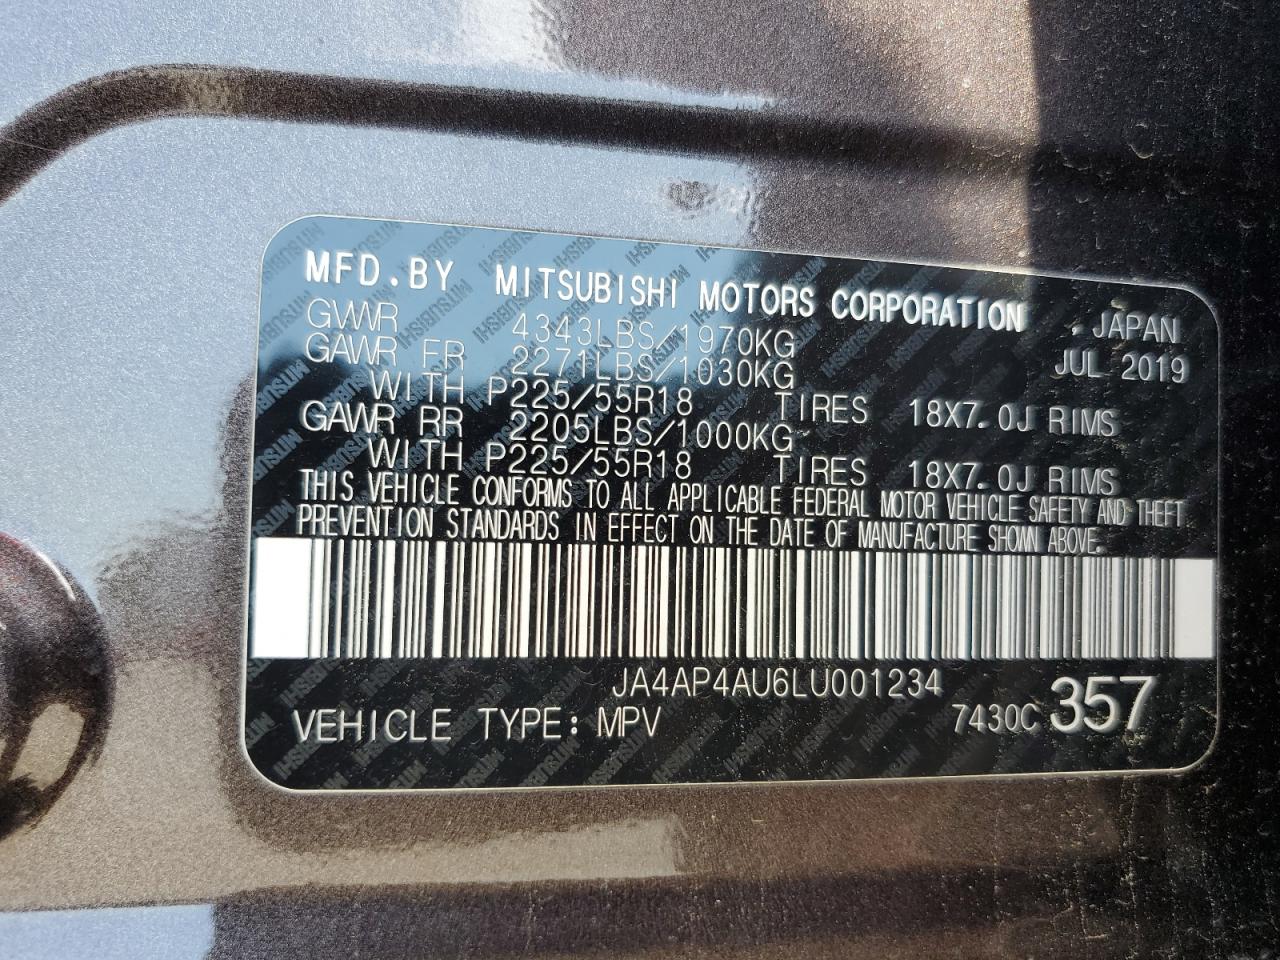 MFD.BY MITSUBISHI MOTORS CORPORATION . JAPAN
GVWR 4343LBS/1970KG JUL 2019
GAWR FR 2271LBS/1030KG
WITH P225/55R18 TIRES 18X7.0J RIMS
GAWR RR 2205LBS/1000KG
WITH P225/55R18 TIRES 18X7.0J RIMS
THIS VEHICLE CONFORMS TO ALL APPLICABLE FEDERAL MOTOR VEHICLE SAFETY AND THEFT
PREVENTION STANDARDS IN EFFECT ON THE DATE OF MANUFACTURE SHOWN ABOVE.
JA4AP4AU6LU001234
VEHICLE TYPE: MPV 7430C 357